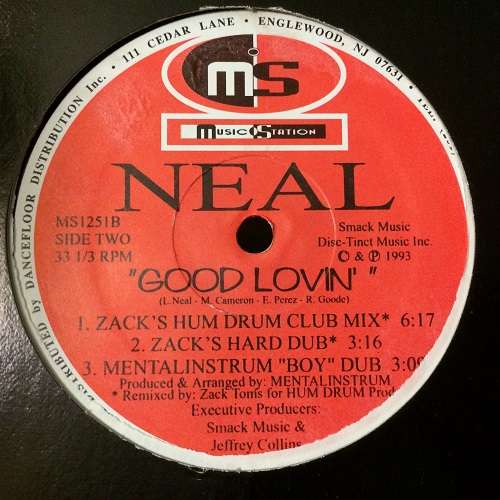 DISTRIBUTED by DANCEFLOOR DISTRIBUTION Inc. • 111 CEDAR LANE • ENGLEWOOD, NJ 07631 •
m's
MUSIC STATION
NEAL
MS1251B
SIDE TWO
33 1/3 RPM
Smack Music
Disc-Tinct Music Inc.
© & ℗ 1993
"GOOD LOVIN' "
(L. Neal - M. Cameron - E. Perez - R. Goode)
1. ZACK'S HUM DRUM CLUB MIX* 6:17
2. ZACK'S HARD DUB* 3:16
3. MENTALINSTRUM "BOY" DUB
Produced & Arranged by: MENTALINSTRUM
* Remixed by: Zack Toms for HUM DRUM Prod
Executive Producers:
Smack Music &
Jeffrey Collins